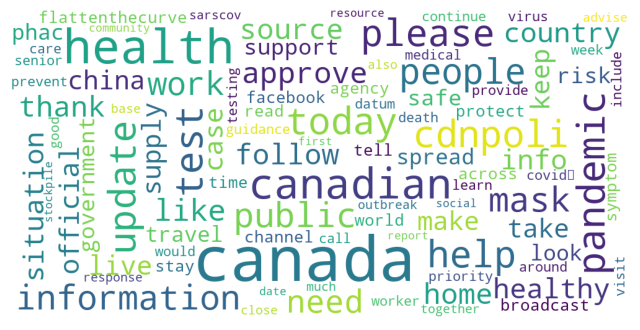 community resource advise
flattenthecurve sarscov continue virus
phac health source please country
care senior support also medical week
prevent china work approve people risk keep include
thank facebook agency datum death safe provide protect
base testing read today cdnpoli
good guidance first tell spread info
situation official government update supply test case follow
stockpile time canadian across learn covid
like public outbreak social mask pandemic symptom
travel channel world make take
would call canada help look
live stay report priority around visit
response date much home healthy
information close need worker together broadcast